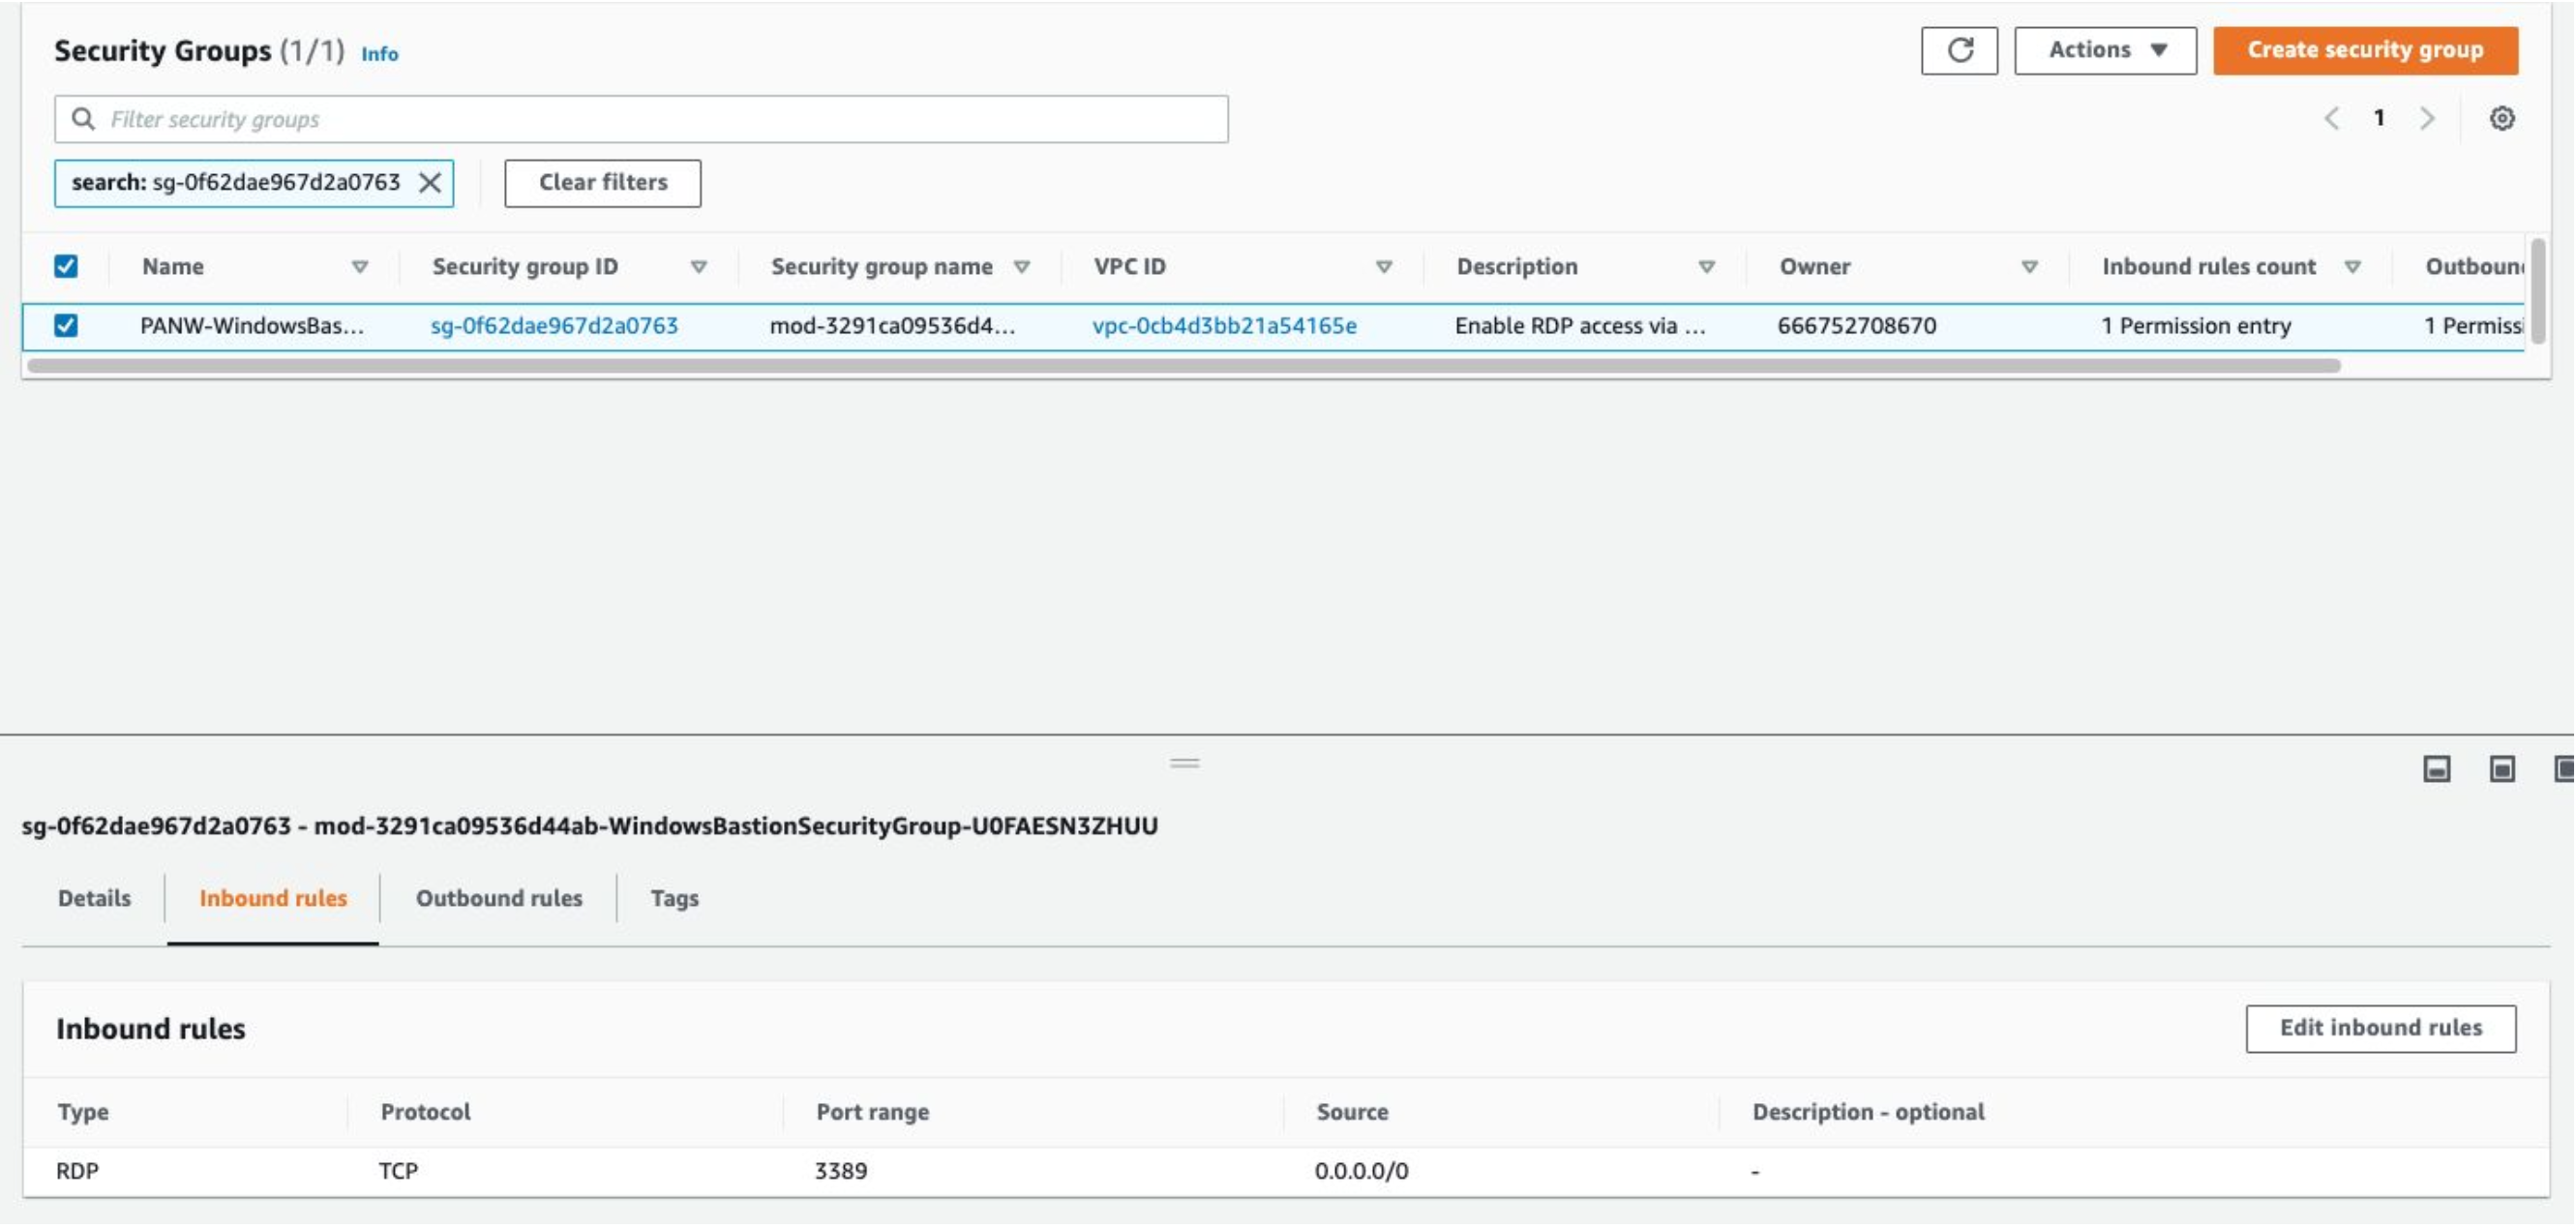 Security Groups (1/1) Info
Actions
Create security group
Filter security groups
1
search: sg-0f62dae967d2a0763
Clear filters
Name Security group ID Security group name VPC ID Description Owner Inbound rules count Outboun
PANW-WindowsBas... sg-0f62dae967d2a0763 mod-3291ca09536d4... vpc-0cb4d3bb21a54165e Enable RDP access via ... 666752708670 1 Permission entry 1 Permissi
sg-0f62dae967d2a0763 - mod-3291ca09536d44ab-WindowsBastionSecurityGroup-U0FAESN3ZHUU
Details Inbound rules Outbound rules Tags
Inbound rules
Edit inbound rules
Type Protocol Port range Source Description - optional
RDP TCP 3389 0.0.0.0/0 -